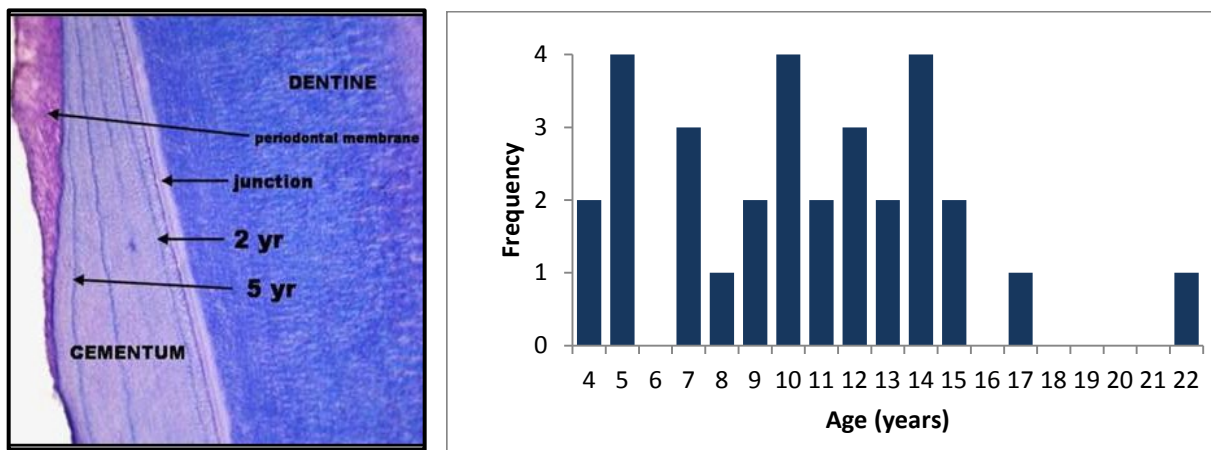 DENTINE
periodontal membrane
junction
2 yr
5 yr
CEMENTUM
4
3
2
1
0
Frequency
4 5 6 7 8 9 10 11 12 13 14 15 16 17 18 19 20 21 22
Age (years)